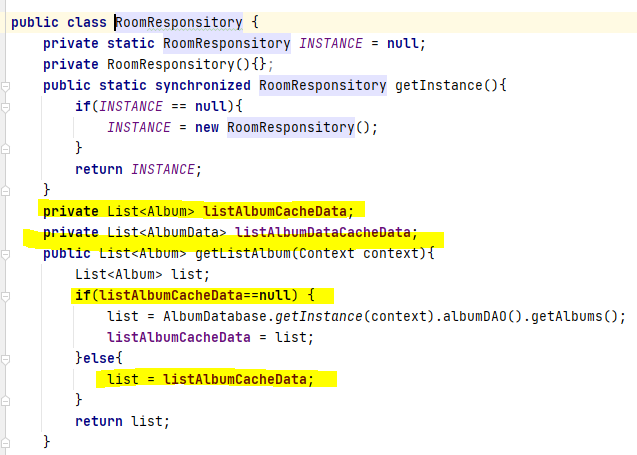 public class RoomResponsitory {
private static RoomResponsitory INSTANCE = null;
private RoomResponsitory(){};
public static synchronized RoomResponsitory getInstance(){
if(INSTANCE == null){
INSTANCE = new RoomResponsitory();
}
return INSTANCE;
}
private List<Album> listAlbumCacheData;
private List<AlbumData> listAlbumDataCacheData;
public List<Album> getListAlbum(Context context){
List<Album> list;
if(listAlbumCacheData==null) {
list = AlbumDatabase.getInstance(context).albumDAO().getAlbums();
listAlbumCacheData = list;
}else{
list = listAlbumCacheData;
}
return list;
}